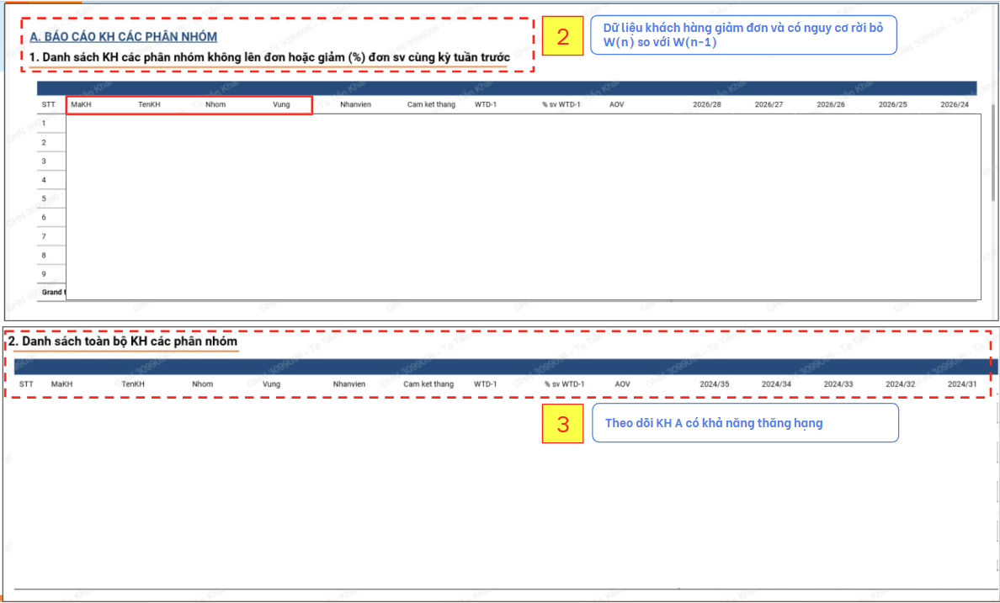 A. BÁO CÁO KH CÁC PHÂN NHÓM
1. Danh sách KH các phân nhóm không lên đơn hoặc giảm (%) đơn sv cùng kỳ tuần trước
2
Dữ liệu khách hàng giảm đơn và có nguy cơ rời bỏ
W(n) so với W(n-1)
STT MaKH TenKH Nhom Vung Nhanvien Cam ket thang WTD-1 % sv WTD-1 AOV 2026/28 2026/27 2026/26 2026/25 2026/24
1
2
3
4
5
6
7
8
9
Grand
2. Danh sách toàn bộ KH các phân nhóm
STT MaKH TenKH Nhom Vung Nhanvien Cam ket thang WTD-1 % sv WTD-1 AOV 2024/35 2024/34 2024/33 2024/32 2024/31
3
Theo dõi KH A có khả năng thăng hạng